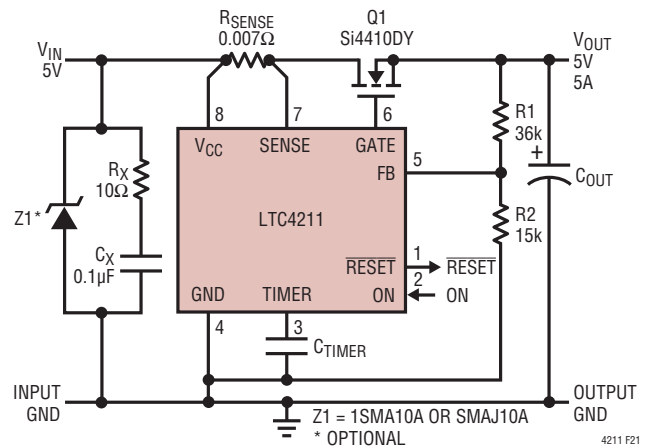 RSENSE
0.007Ω
Q1
Si4410DY
VIN
5V
VOUT
5V
5A
8
7
6
VCC
SENSE
GATE
R1
36k
RX
10Ω
FB
5
+
COUT
Z1*
LTC4211
R2
15k
CX
0.1µF
RESET
1
RESET
2
GND
TIMER
ON
ON
4
3
CTIMER
INPUT
GND
OUTPUT
GND
Z1 = 1SMA10A OR SMAJ10A
* OPTIONAL
4211 F21